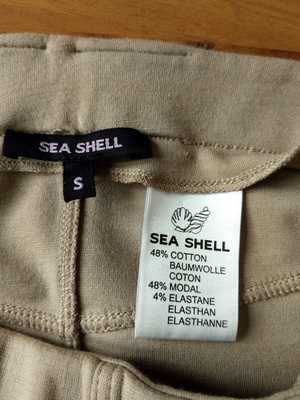 SEA SHELL
S
SEA SHELL
48% COTTON
BAUMWOLLE
COTON
48% MODAL
4% ELASTANE
ELASTHAN
ELASTHANNE